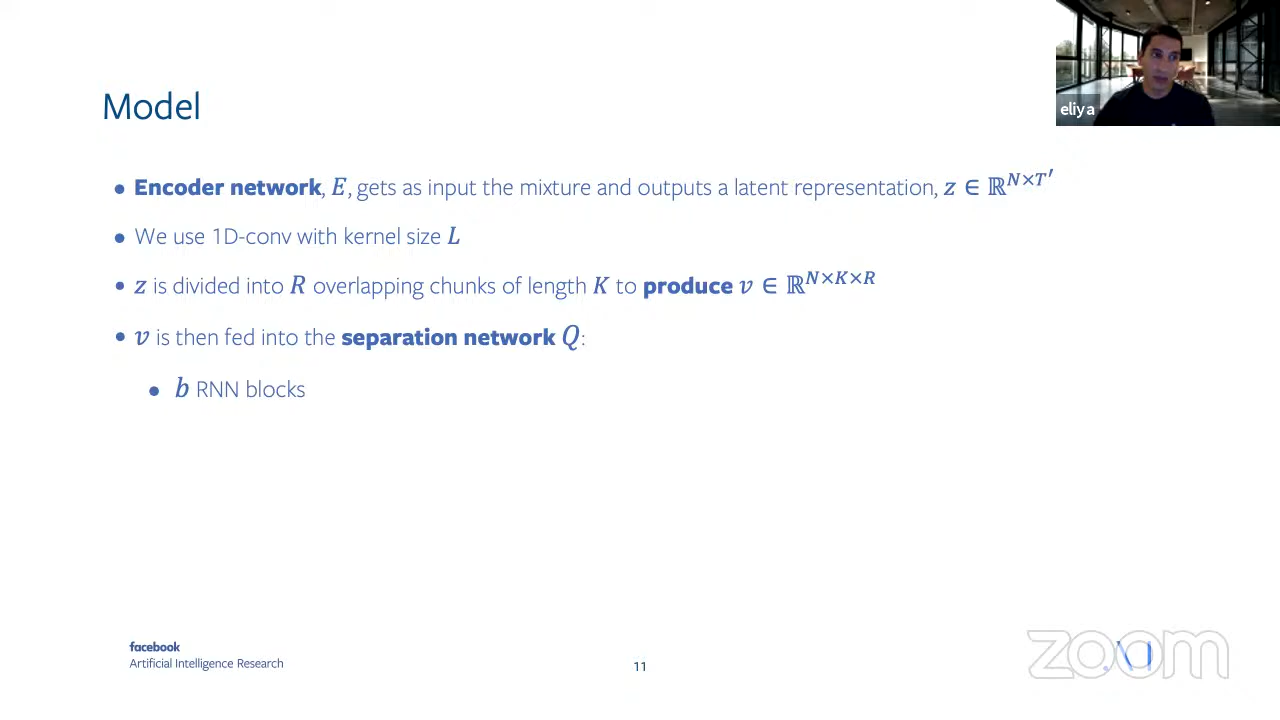 eliya
Model
• Encoder network, E, gets as input the mixture and outputs a latent representation, z ∈ ℝ^{N×T′}
• We use 1D-conv with kernel size L
• z is divided into R overlapping chunks of length K to produce v ∈ ℝ^{N×K×R}
• v is then fed into the separation network Q:
• b RNN blocks
facebook
Artificial Intelligence Research
11
zoom